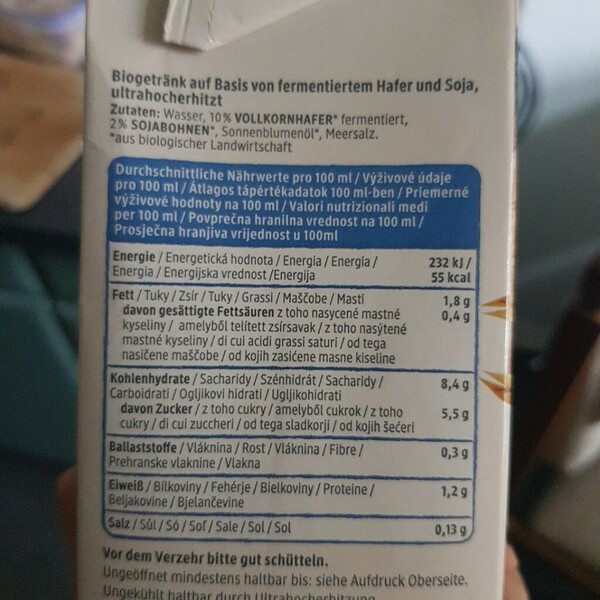 Biogetränk auf Basis von fermentiertem Hafer und Soja,
ultrahocherhitzt
Zutaten: Wasser, 10% VOLLKORNHAFER* fermentiert,
2% SOJABOHNEN*, Sonnenblumenöl*, Meersalz.
*aus biologischer Landwirtschaft
Durchschnittliche Nährwerte pro 100 ml / Výživové údaje
pro 100 ml / Átlagos tápértékadatok 100 ml-ben / Priemerné
výživové hodnoty na 100 ml / Valori nutrizionali medi
per 100 ml / Povprečna hranilna vrednost na 100 ml /
Prosječna hranjiva vrijednost u 100ml
Energie / Energetická hodnota / Energia / Energia / 232 kJ /
Energia / Energijska vrednost /Energija 55 kcal
Fett / Tuky / Zsír / Tuky / Grassi / Maščobe / Masti 1,8 g
davon gesättigte Fettsäuren z toho nasycené mastné 0,4 g
kyseliny / amelyből telített zsírsavak / z toho nasýtené
mastné kyseliny / di cui acidi grassi saturi / od tega
nasičene maščobe / od kojih zasićene masne kiseline
Kohlenhydrate / Sacharidy / Szénhidrát / Sacharidy / 8,4 g
Carboidrati / Ogljikovi hidrati / Ugljikohidrati
davon Zucker / z toho cukry / amelyből cukrok / z toho 5,5 g
cukry / di cui zuccheri / od tega sladkorji / od kojih šećeri
Ballaststoffe / Vláknina / Rost / Vláknina / Fibre / 0,3 g
Prehranske vlaknine / Vlakna
Eiweiß / Bílkoviny / Fehérje / Bielkoviny / Proteine / 1,2 g
Beljakovine / Bjelančevine
Salz / Sůl / Só / Soľ / Sale / Sol / Sol 0,13 g
Vor dem Verzehr bitte gut schütteln.
Ungeöffnet mindestens haltbar bis: siehe Aufdruck Oberseite.
Ungekühlt haltbar durch Ultrahocherhitzung